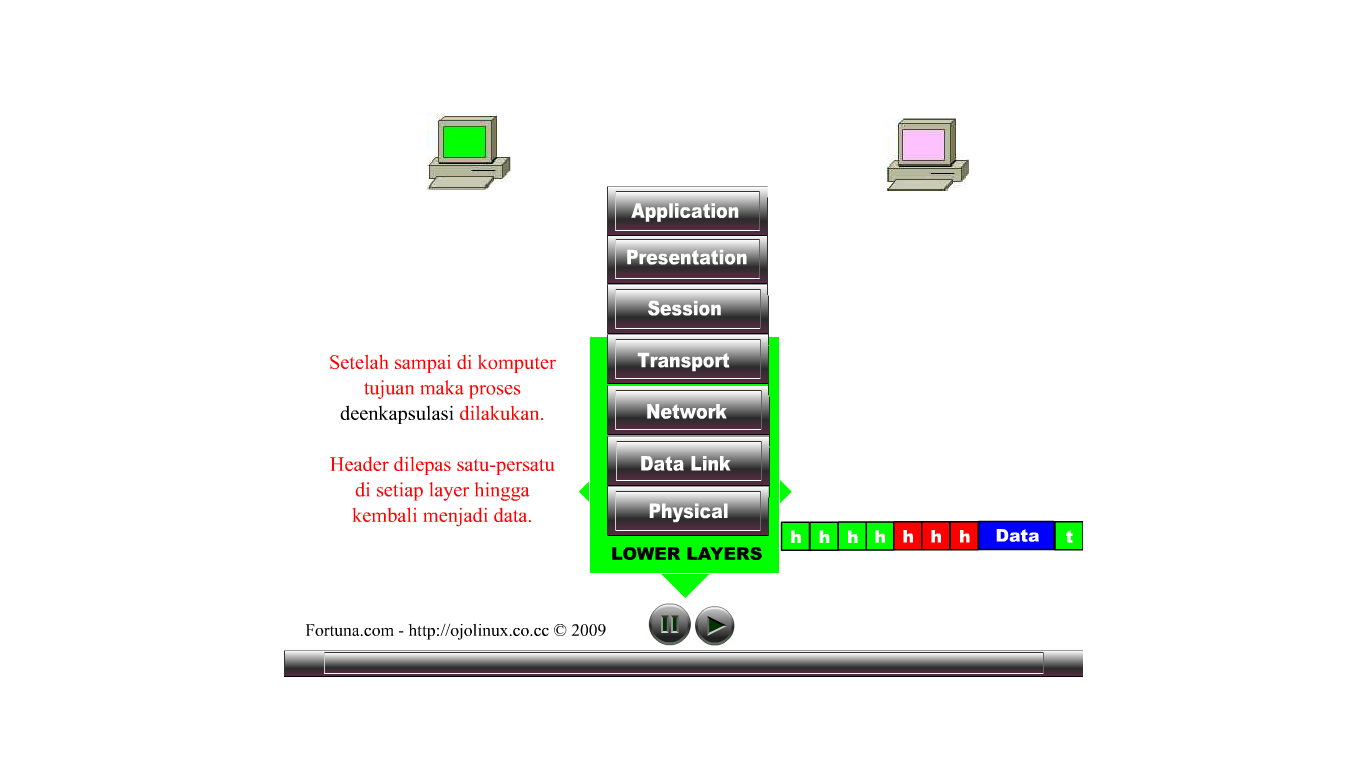 Application
Presentation
Session
Transport
Network
Data Link
Physical
LOWER LAYERS
Setelah sampai di komputer
tujuan maka proses
deenkapsulasi dilakukan.
Header dilepas satu-persatu
di setiap layer hingga
kembali menjadi data.
h h h h h h h Data t
Fortuna.com - http://ojolinux.co.cc © 2009